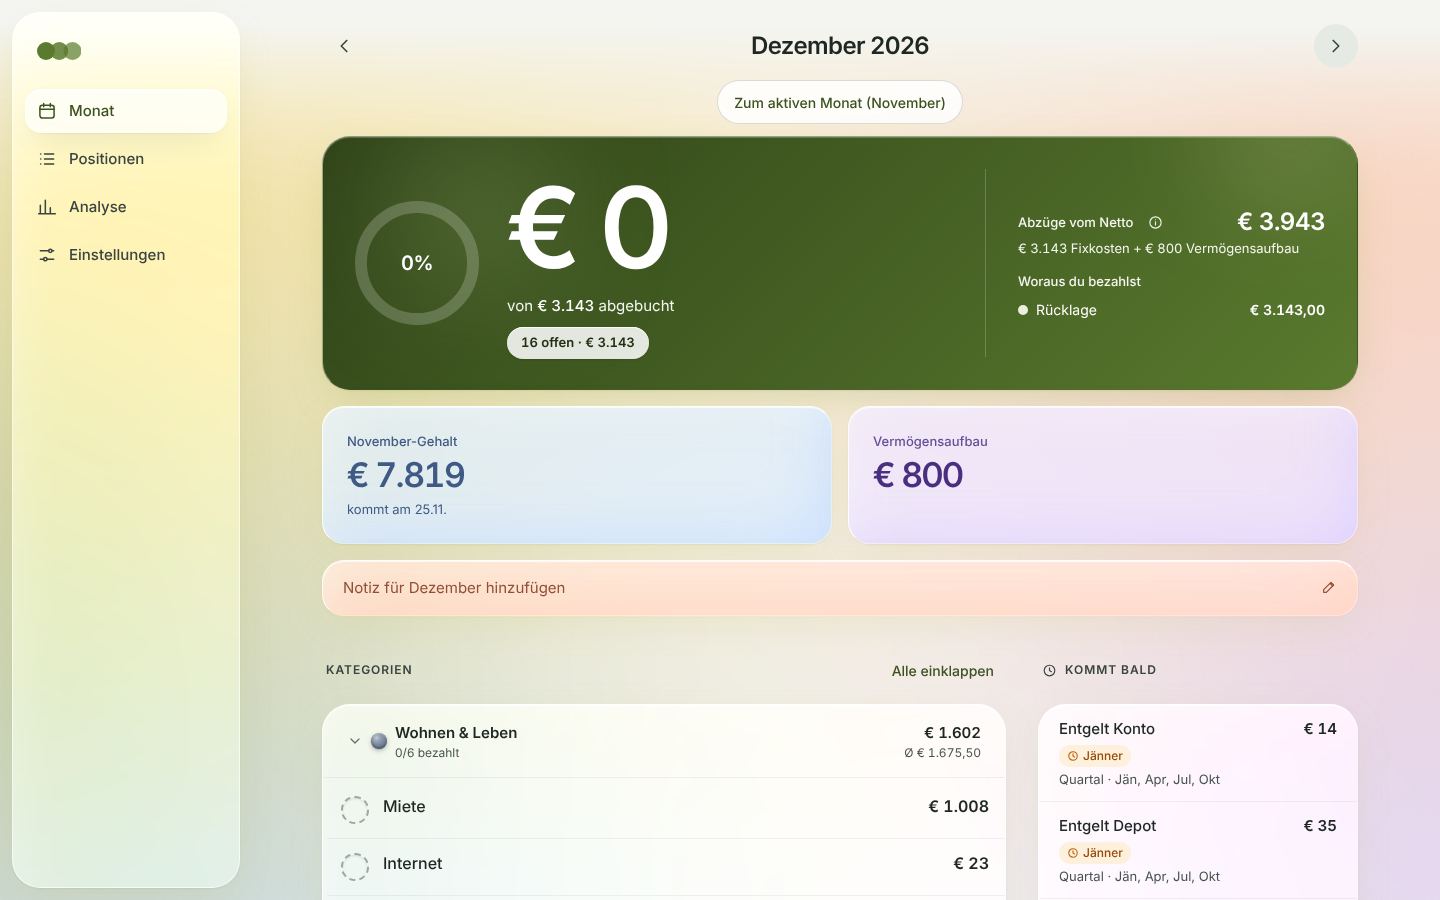 Dezember 2026
Zum aktiven Monat (November)
Monat
Positionen
Analyse
Einstellungen
0%
€ 0
von € 3.143 abgebucht
16 offen · € 3.143
Abzüge vom Netto € 3.943
€ 3.143 Fixkosten + € 800 Vermögensaufbau
Woraus du bezahlst
Rücklage € 3.143,00
November-Gehalt
€ 7.819
kommt am 25.11.
Vermögensaufbau
€ 800
Notiz für Dezember hinzufügen
KATEGORIEN
Alle einklappen
Wohnen & Leben € 1.602
0/6 bezahlt Ø € 1.675,50
Miete € 1.008
Internet € 23
KOMMT BALD
Entgelt Konto € 14
Jänner
Quartal · Jän, Apr, Jul, Okt
Entgelt Depot € 35
Jänner
Quartal · Jän, Apr, Jul, Okt